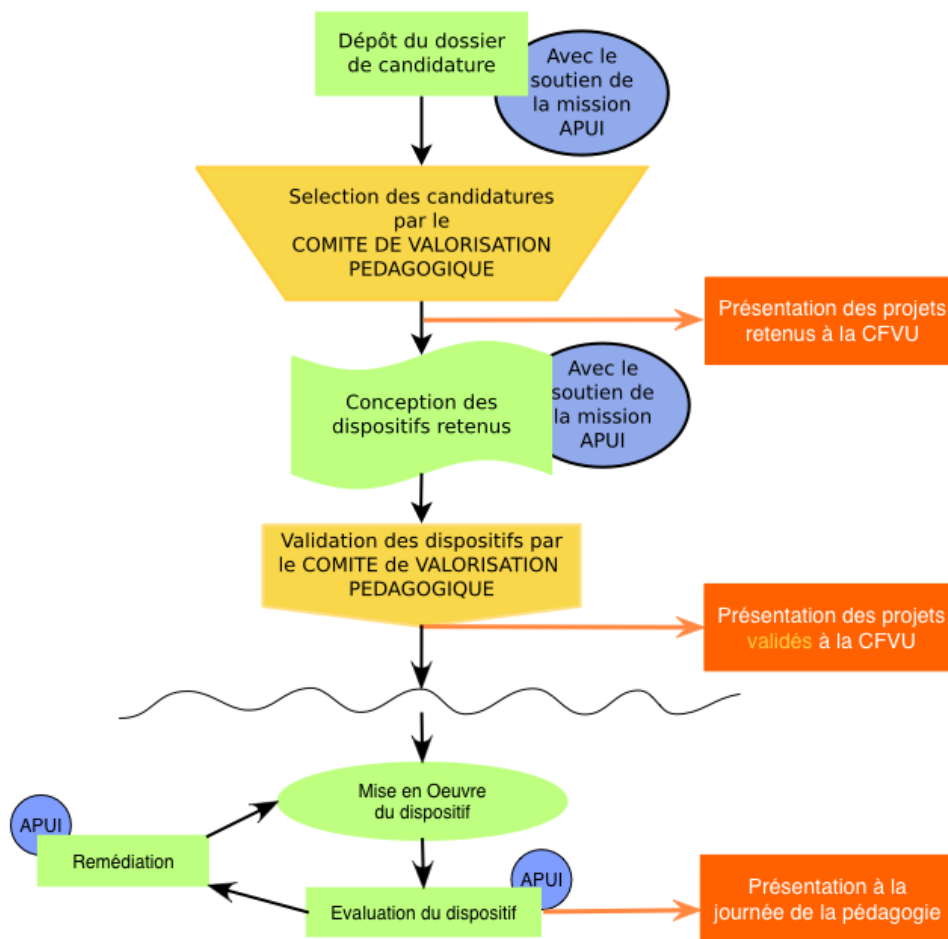 Dépôt du dossier
de candidature
Avec le
soutien de
la mission
APUI
Selection des candidatures
par le
COMITE DE VALORISATION
PEDAGOGIQUE
Présentation des projets
retenus à la CFVU
Conception des
dispositifs retenus
Avec le
soutien de
la mission
APUI
Validation des dispositifs par
le COMITE de VALORISATION
PEDAGOGIQUE
Présentation des projets
validés à la CFVU
Mise en Oeuvre
du dispositif
APUI
Remédiation
APUI
Evaluation du dispositif
Présentation à la
journée de la pédagogie